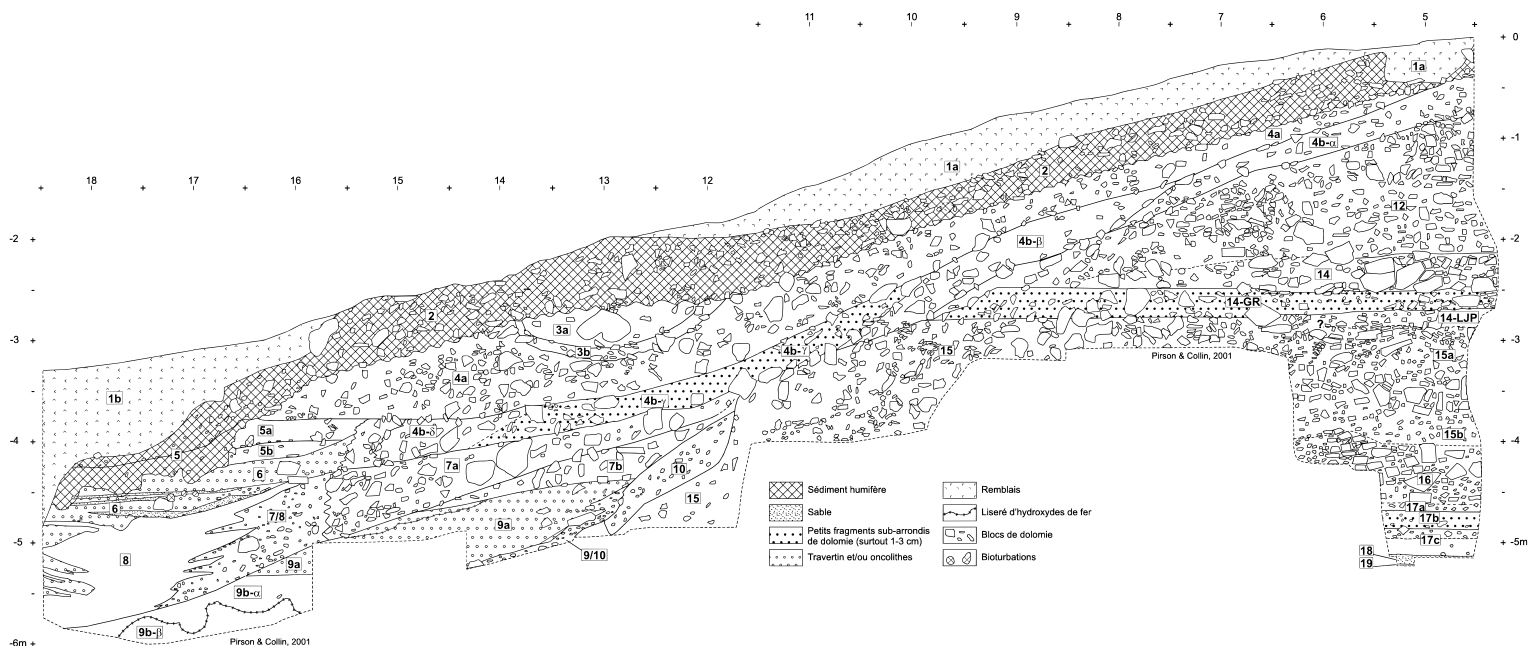 11 10 9 8 7 6 5
0
1a
-1
4a
4b-α
18 17 16 15 14 13 12
1a
2
12
-2
-2
4b-β
14
14-GR
2
14-LJP
3a
?
-3
3b
4b-γ
15
Pirson & Collin, 2001
15a
-3
4a
1b
4b-γ
5a
4b-δ
15b
-4
5
5b
-4
6
7a
7b
10
16
15
Sédiment humifère
Remblais
6
7/8
9a
Sable
Liseré d'hydroxydes de fer
17a
17b
Petits fragments sub-arrondis
de dolomie (surtout 1-3 cm)
Blocs de dolomie
-5
17c
-5m
8
9a
9/10
Travertin et/ou oncolithes
Bioturbations
18
19
9b-α
9b-β
-6m
Pirson & Collin, 2001